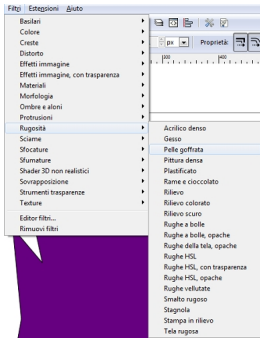 Filtri Estensioni Aiuto
px Proprietà:
300 400
Basilari
Colore
Creste
Distorto
Effetti immagine
Effetti immagine, con trasparenza
Materiali
Morfologia
Ombre e aloni
Protrusioni
Rugosità
Sciame
Sfocature
Sfumature
Shader 3D non realistici
Sovrapposizione
Strumenti trasparenze
Texture
Editor filtri...
Rimuovi filtri
Acrilico denso
Gesso
Pelle goffrata
Pittura densa
Plastificato
Rame e cioccolato
Rilievo
Rilievo colorato
Rilievo scuro
Rughe a bolle
Rughe a bolle, opache
Rughe della tela, opache
Rughe HSL
Rughe HSL, con trasparenza
Rughe HSL, opache
Rughe vellutate
Smalto rugoso
Stagnola
Stampa in rilievo
Tela rugosa